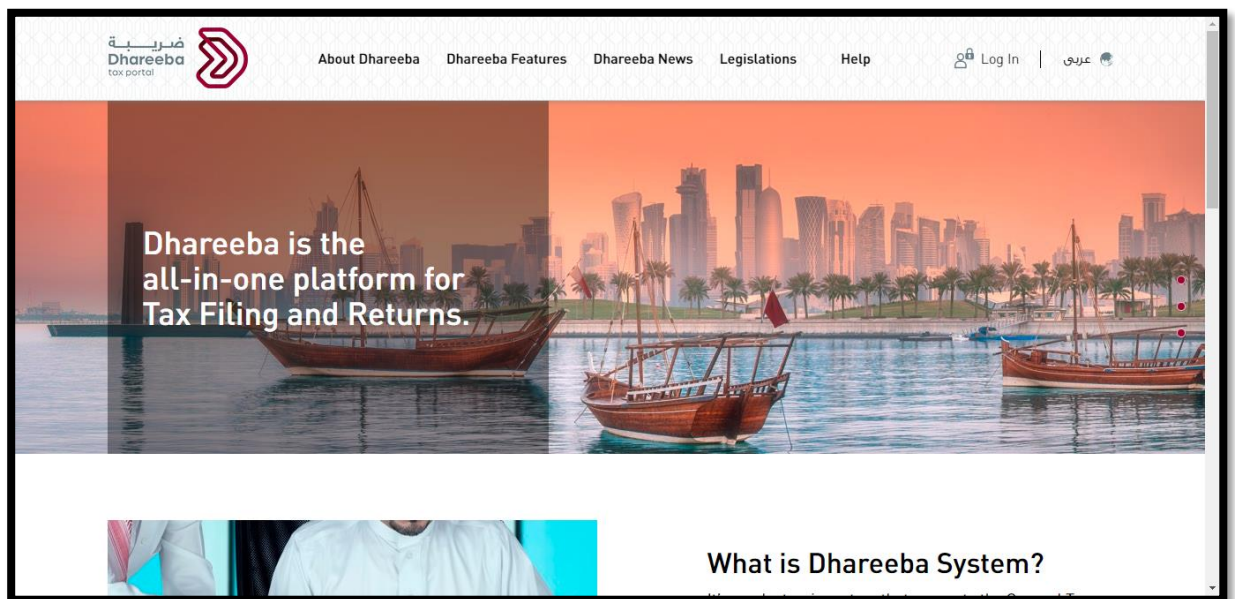 ضريبة
Dhareeba
tax portal
About Dhareeba
Dhareeba Features
Dhareeba News
Legislations
Help
Log In
عربي
Dhareeba is the
all-in-one platform for
Tax Filing and Returns.
What is Dhareeba System?